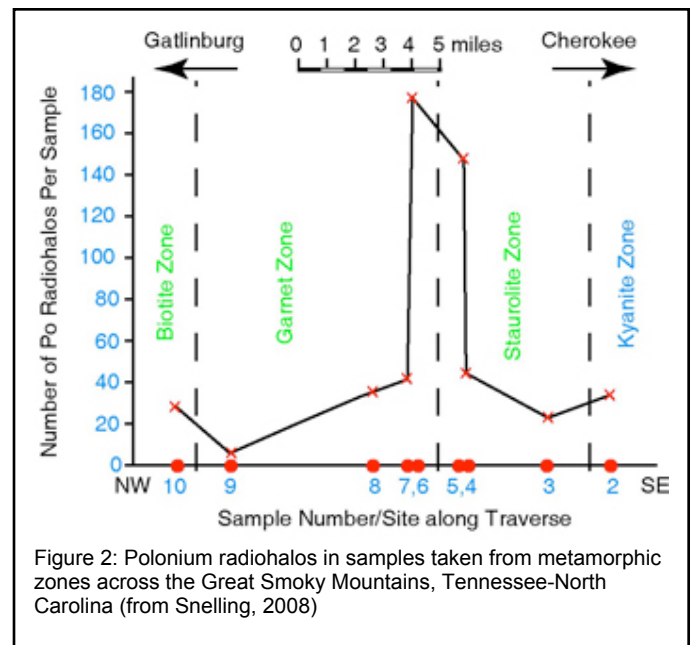 Gatlinburg 0 1 2 3 4 5 miles Cherokee
Number of Po Radiohalos Per Sample
180
160
140
120
100
80
60
40
20
0
Biotite Zone
Garnet Zone
Staurolite Zone
Kyanite Zone
NW 10 9 8 7,6 5,4 3 2 SE
Sample Number/Site along Traverse
Figure 2: Polonium radiohalos in samples taken from metamorphic
zones across the Great Smoky Mountains, Tennessee-North
Carolina (from Snelling, 2008)